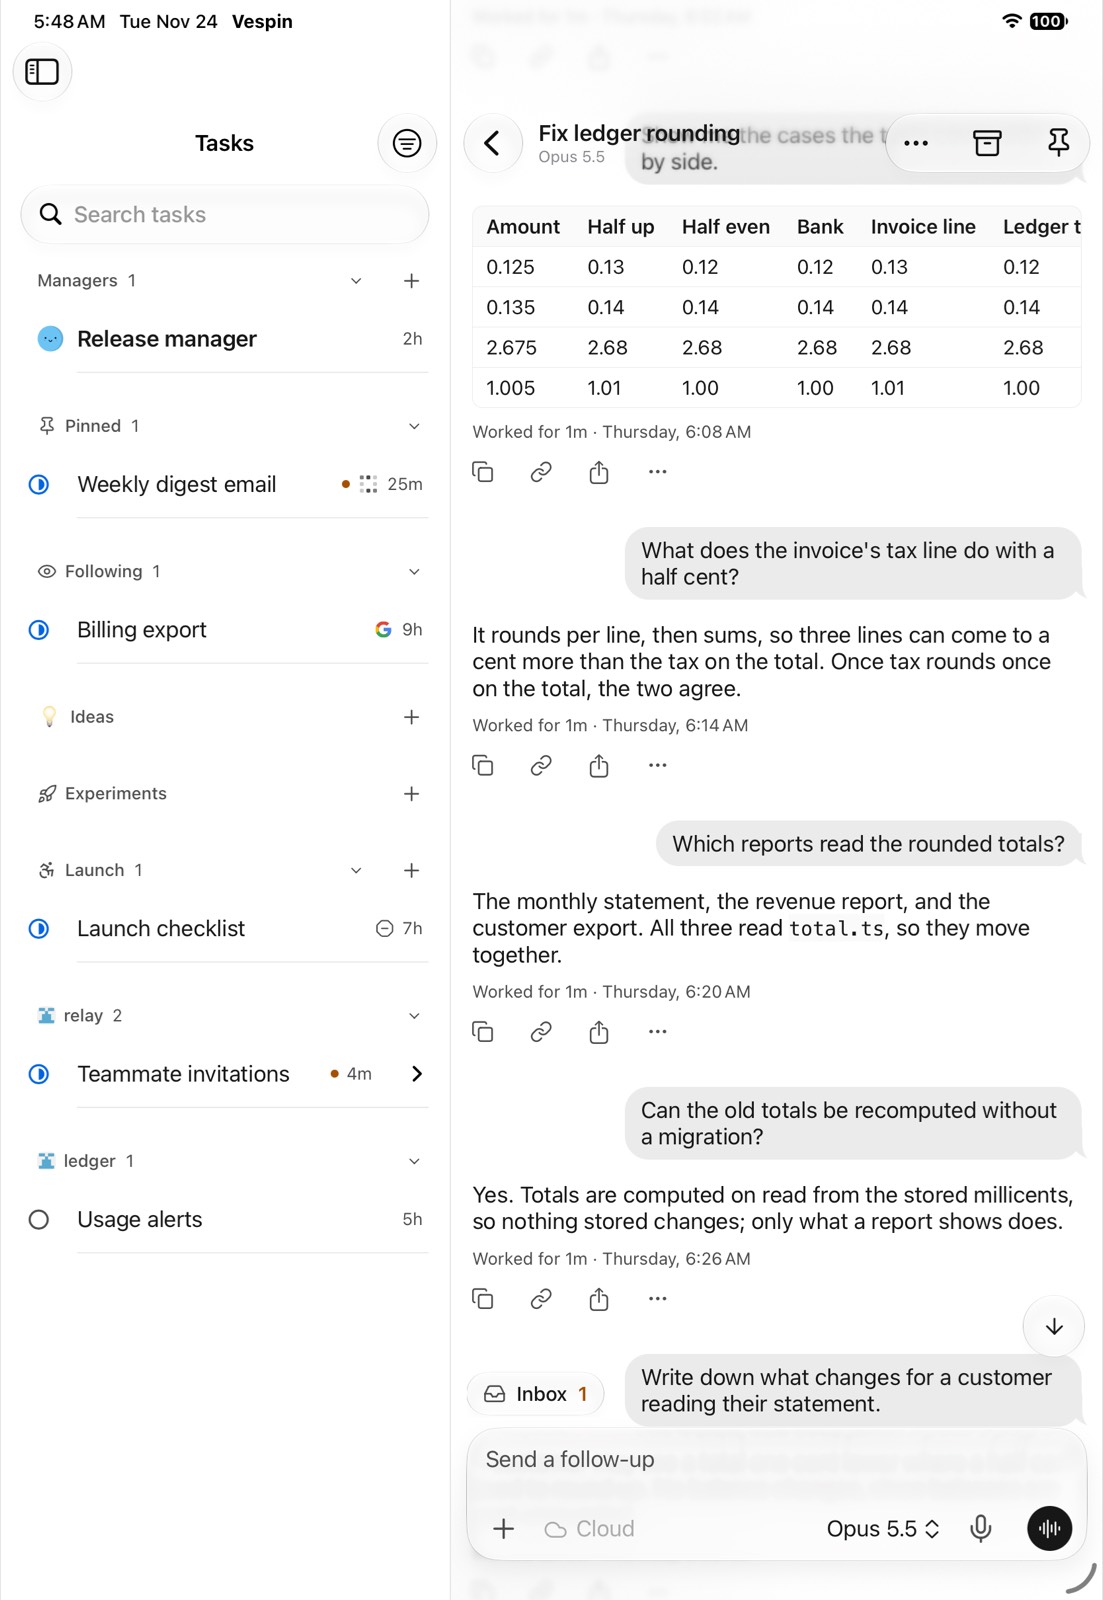 5:48 AM Tue Nov 24 Vespin
100
Tasks
Search tasks
Managers 1
Release manager 2h
Pinned 1
Weekly digest email 25m
Following 1
Billing export 9h
Ideas
Experiments
Launch 1
Launch checklist 7h
relay 2
Teammate invitations 4m
ledger 1
Usage alerts 5h
Fix ledger rounding
Opus 5.5
the cases the
by side.
Amount Half up Half even Bank Invoice line Ledger t
0.125 0.13 0.12 0.12 0.13 0.12
0.135 0.14 0.14 0.14 0.14 0.14
2.675 2.68 2.68 2.68 2.68 2.68
1.005 1.01 1.00 1.00 1.01 1.00
Worked for 1m · Thursday, 6:08 AM
What does the invoice's tax line do with a
half cent?
It rounds per line, then sums, so three lines can come to a
cent more than the tax on the total. Once tax rounds once
on the total, the two agree.
Worked for 1m · Thursday, 6:14 AM
Which reports read the rounded totals?
The monthly statement, the revenue report, and the
customer export. All three read total.ts, so they move
together.
Worked for 1m · Thursday, 6:20 AM
Can the old totals be recomputed without
a migration?
Yes. Totals are computed on read from the stored millicents,
so nothing stored changes; only what a report shows does.
Worked for 1m · Thursday, 6:26 AM
Inbox 1
Write down what changes for a customer
reading their statement.
Send a follow-up
Cloud
Opus 5.5